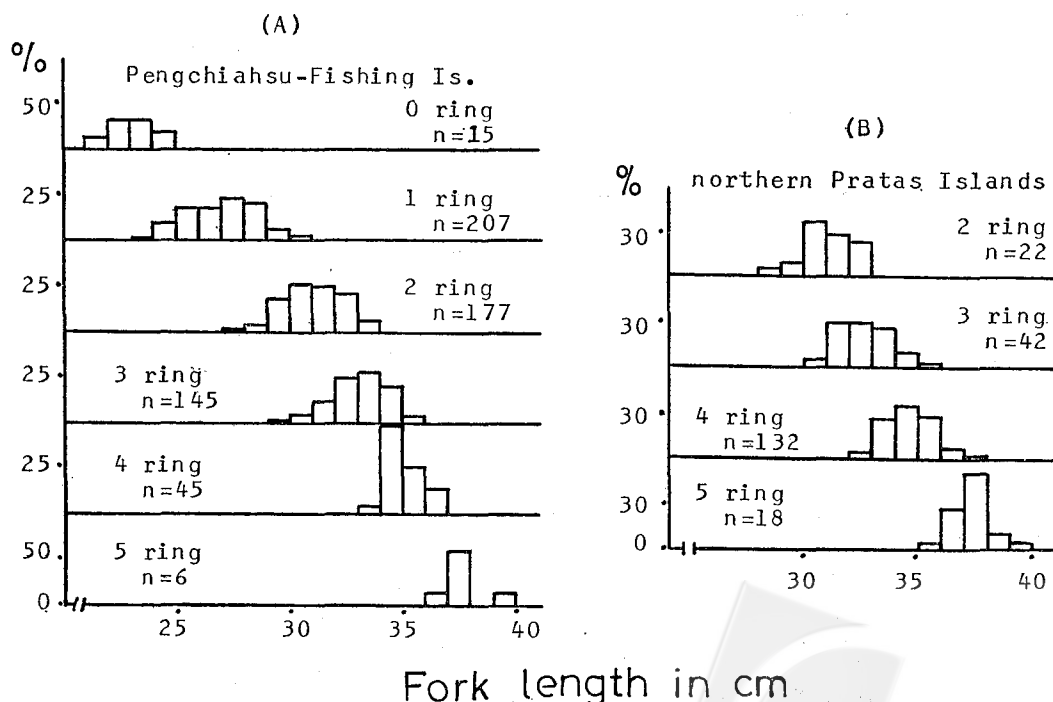 (A)
%
Pengchiahsu-Fishing Is.
50
0 ring
n=15
25
1 ring
n=207
25
2 ring
n=177
25
3 ring
n=145
25
4 ring
n=45
50
5 ring
n=6
0
25
30
35
40
(B)
%
northern Pratas Islands
30
2 ring
n=22
30
3 ring
n=42
30
4 ring
n=132
30
5 ring
n=18
0
30
35
40
Fork length in cm